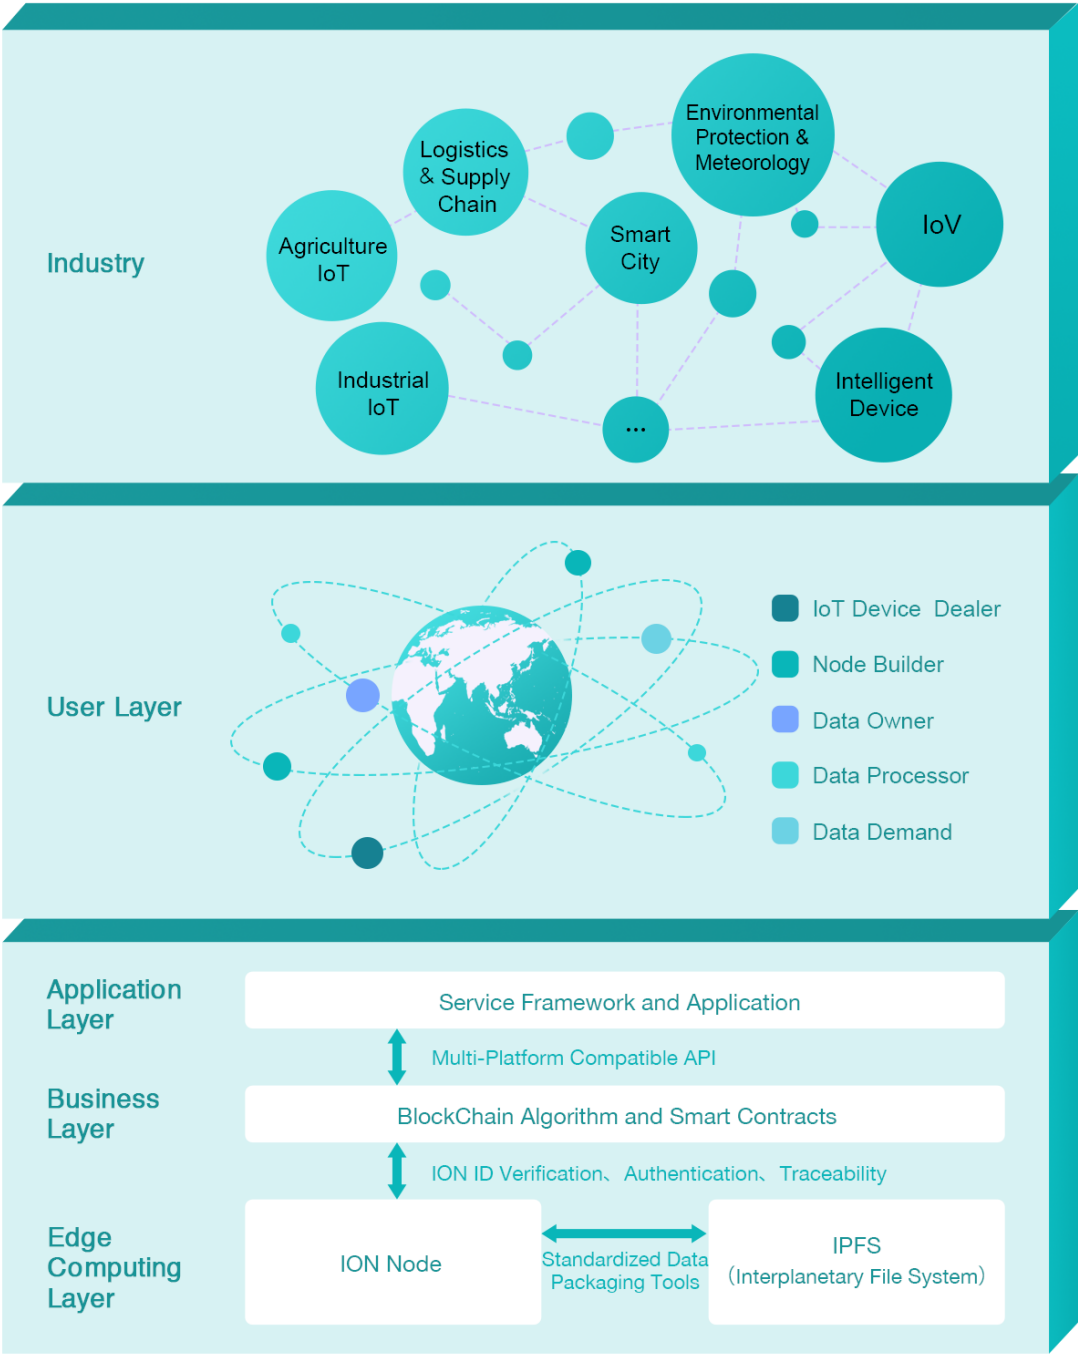 Industry
Logistics
& Supply
Chain
Environmental
Protection &
Meteorology
Agriculture
IoT
Smart
City
IoV
Industrial
IoT
...
Intelligent
Device
User Layer
IoT Device Dealer
Node Builder
Data Owner
Data Processor
Data Demand
Application
Layer
Service Framework and Application
Multi-Platform Compatible API
Business
Layer
BlockChain Algorithm and Smart Contracts
ION ID Verification、Authentication、Traceability
Edge
Computing
Layer
ION Node
Standardized Data
Packaging Tools
IPFS
（Interplanetary File System）